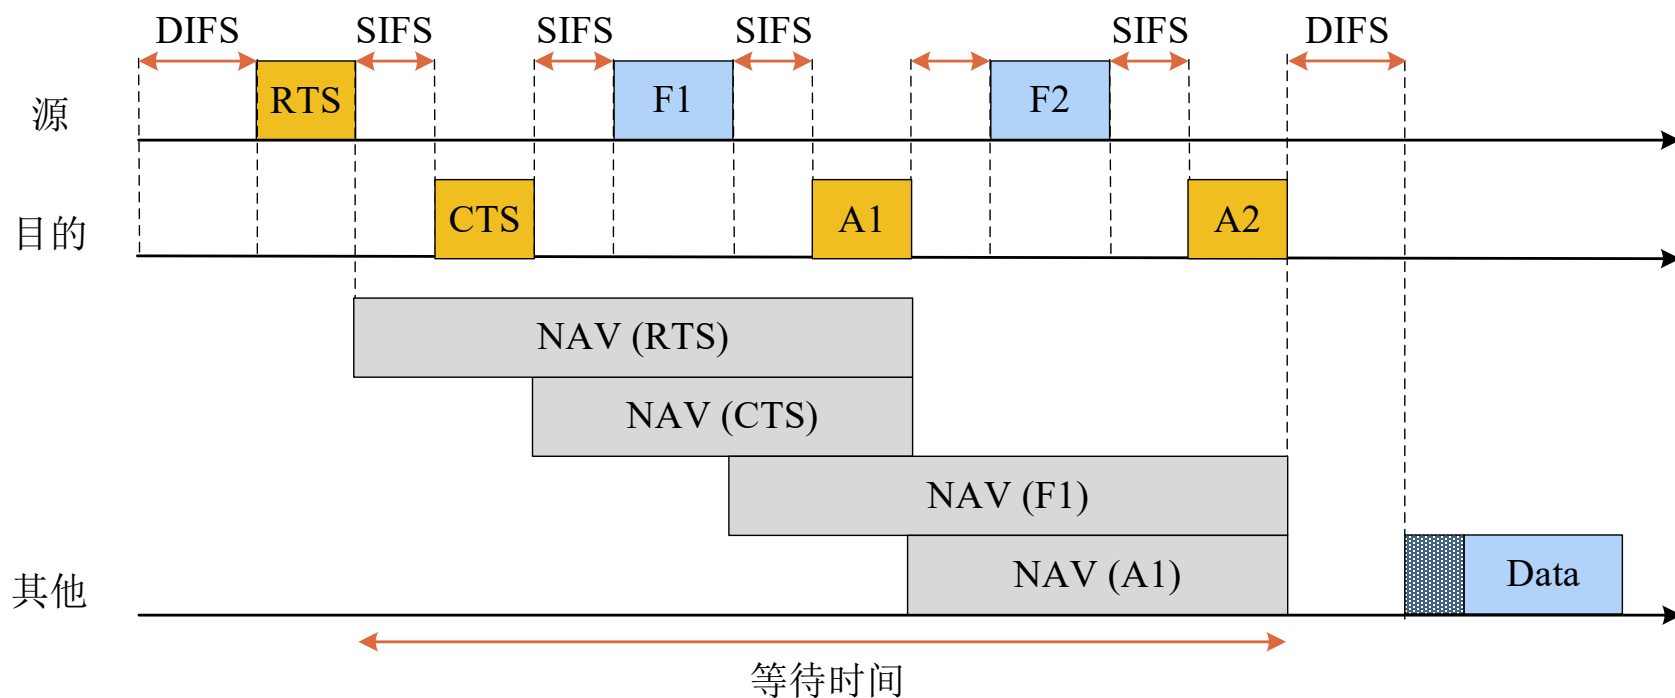 DIFS SIFS SIFS SIFS SIFS DIFS
RTS F1 F2
源
CTS A1 A2
目的
NAV (RTS)
NAV (CTS)
NAV (F1)
NAV (A1) Data
其他
等待时间